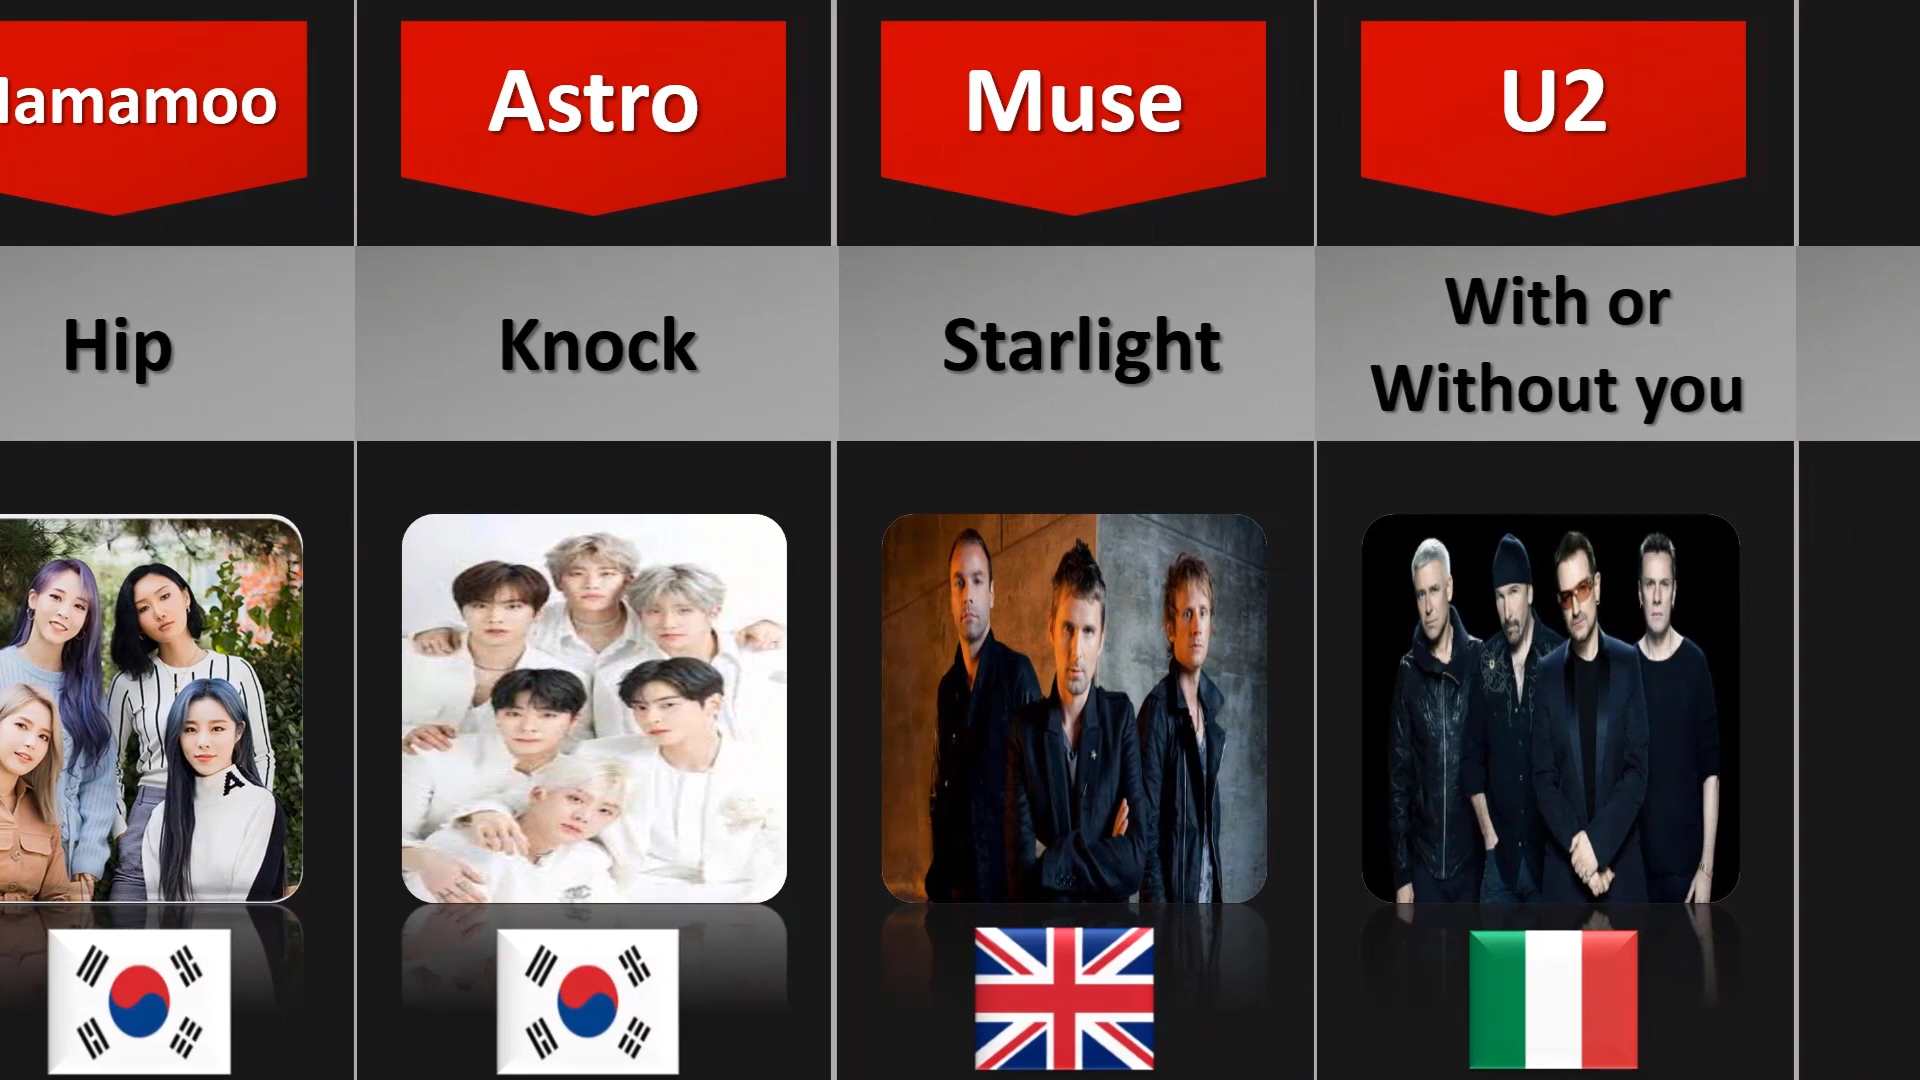 lamamoo
Astro
Muse
U2
Hip
Knock
Starlight
With or
Without you
A